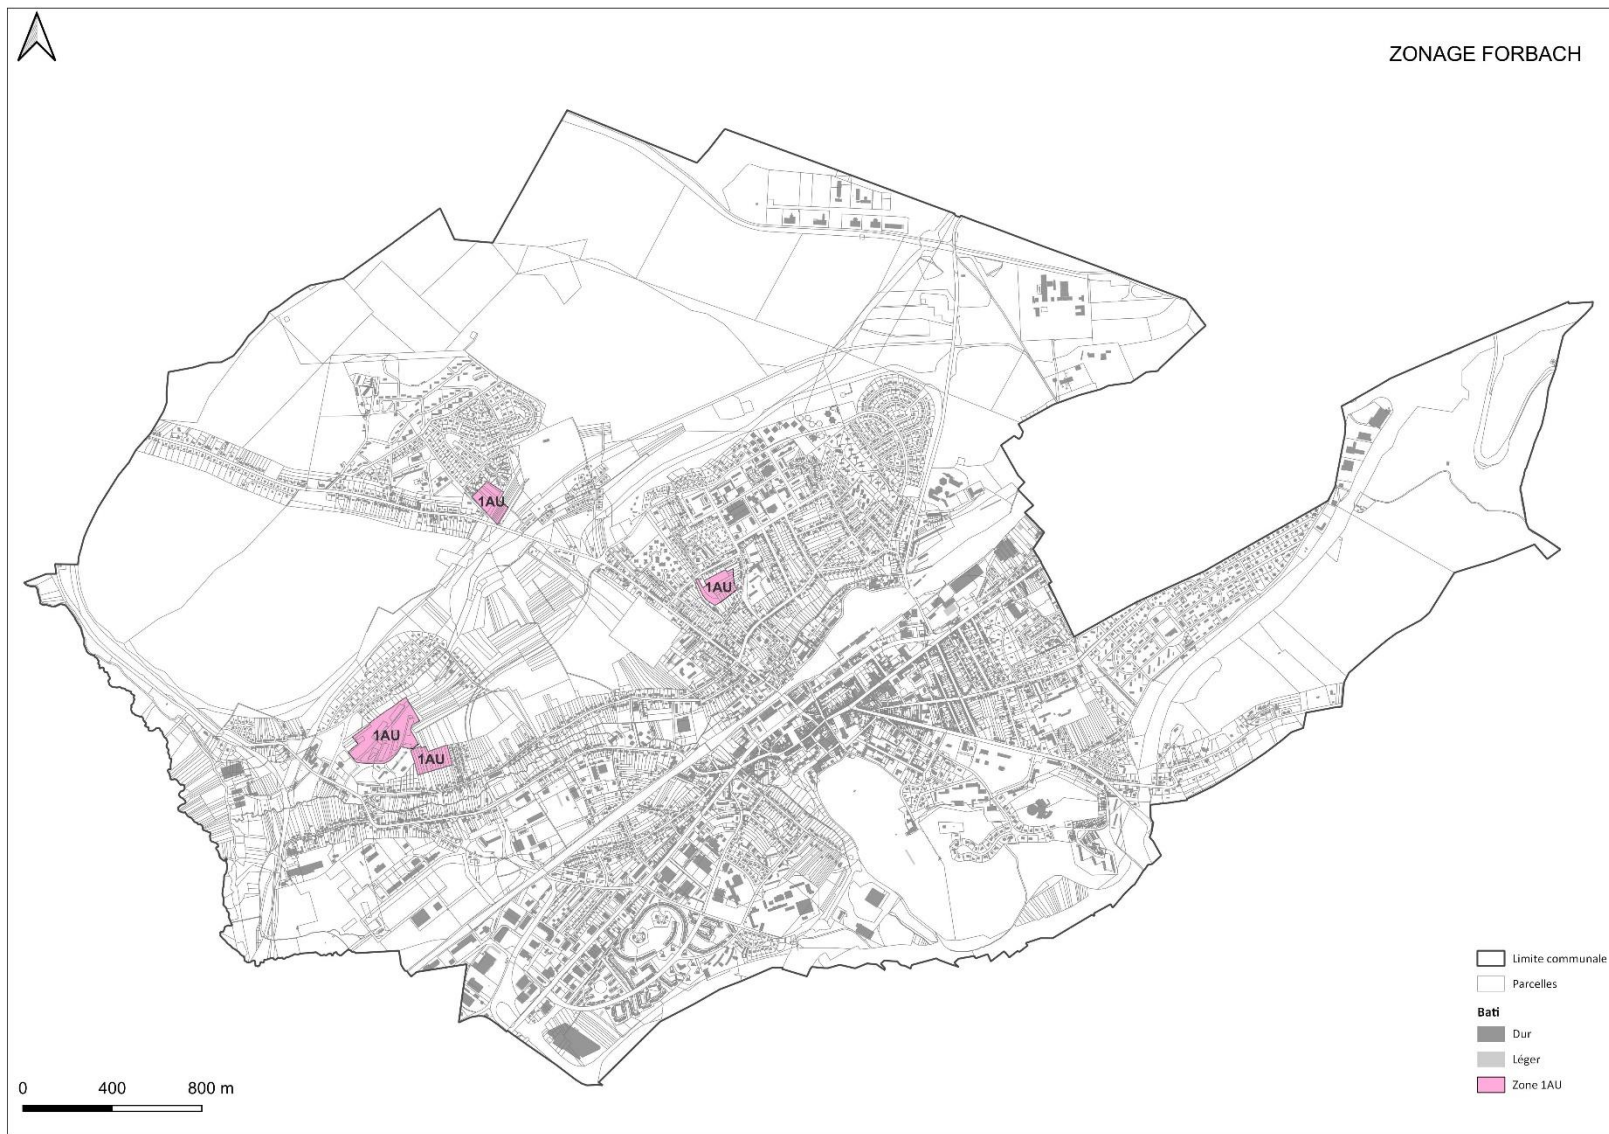 ZONAGE FORBACH
1AU
1AU
1AU
1AU
Limite communale
Parcelles
Bati
Dur
Léger
Zone 1AU
0 400 800 m